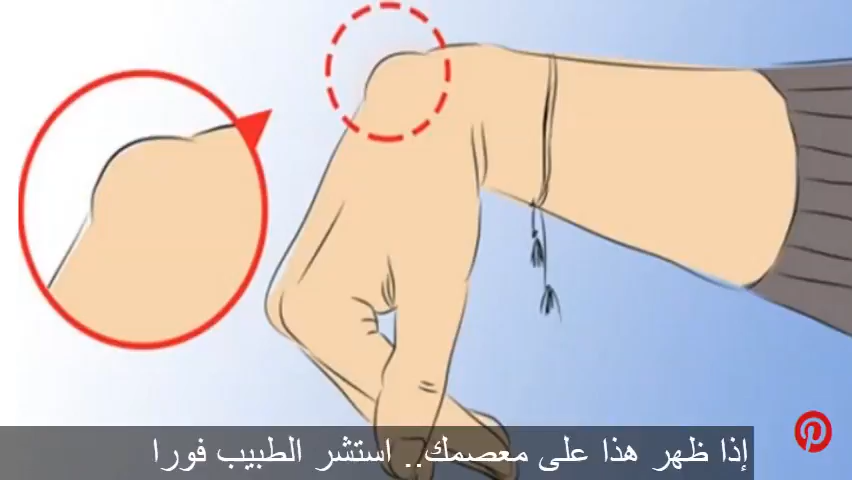 إذا ظهر هذا على معصمك.. استشر الطبيب فورا